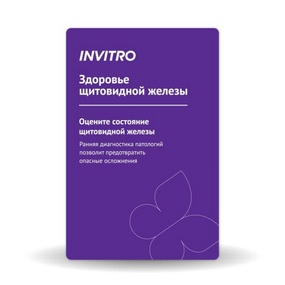 INVITRO
Здоровье
щитовидной железы
Оцените состояние
щитовидной железы
Ранняя диагностика патологий
позволит предотвратить
опасные осложнения